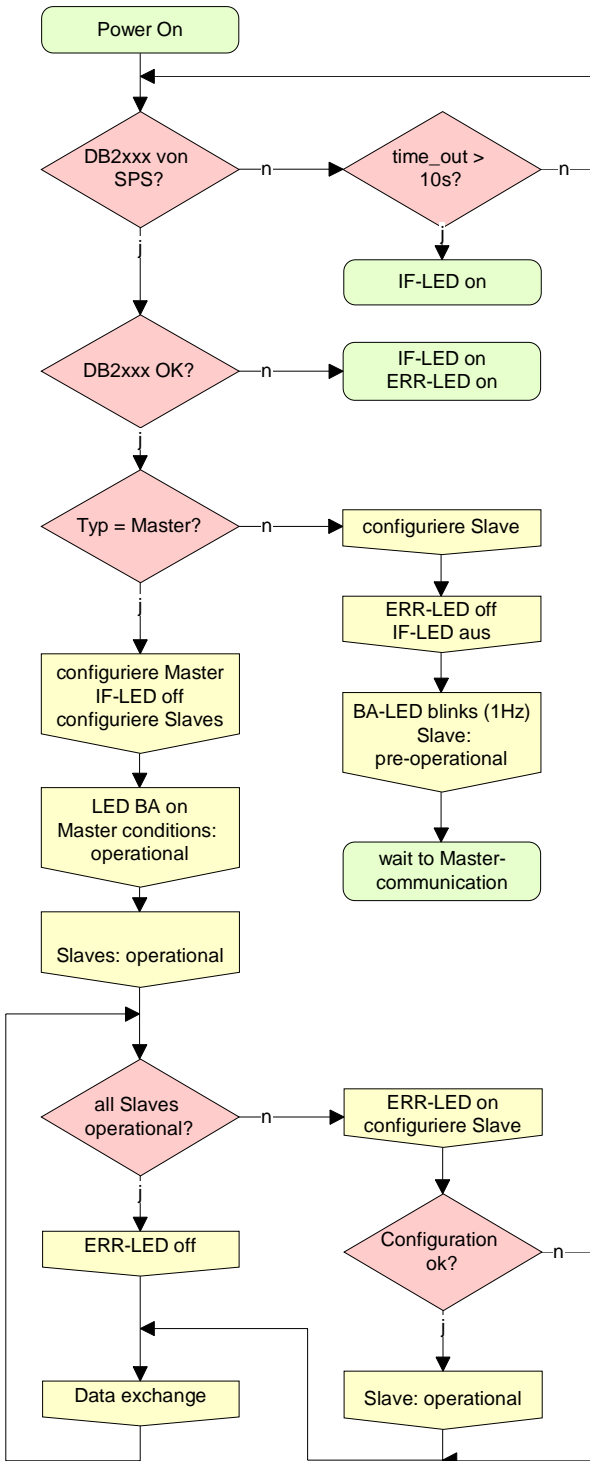 Power On
DB2xxx von
SPS?
n
time_out >
10s?
n
j
j
IF-LED on
DB2xxx OK?
n
IF-LED on
ERR-LED on
j
Typ = Master?
n
configuriere Slave
j
ERR-LED off
IF-LED aus
configuriere Master
IF-LED off
configuriere Slaves
BA-LED blinks (1Hz)
Slave:
pre-operational
LED BA on
Master conditions:
operational
wait to Master-
communication
Slaves: operational
all Slaves
operational?
n
ERR-LED on
configuriere Slave
j
ERR-LED off
Configuration
ok?
n
j
Data exchange
Slave: operational